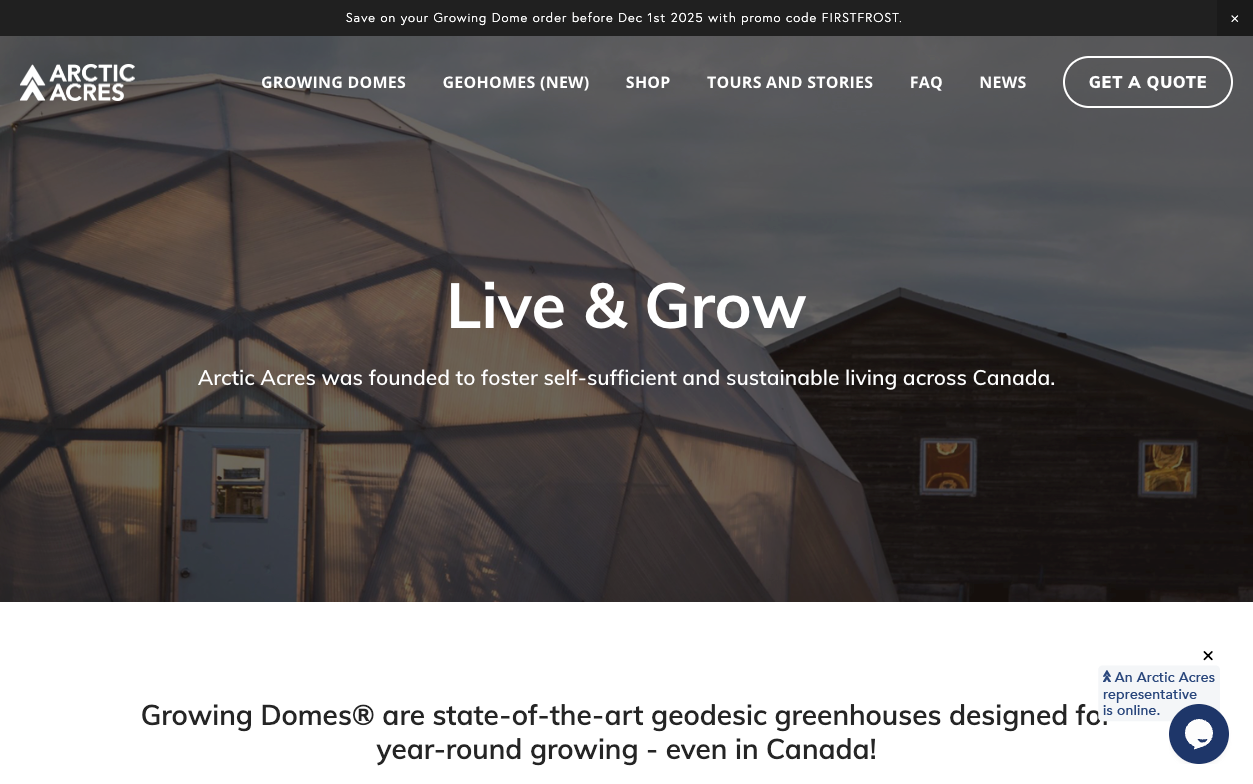 Save on your Growing Dome order before Dec 1st 2025 with promo code FIRSTFROST.
ARCTIC
ACRES
GROWING DOMES
GEOHOMES (NEW)
SHOP
TOURS AND STORIES
FAQ
NEWS
GET A QUOTE
Live & Grow
Arctic Acres was founded to foster self-sufficient and sustainable living across Canada.
Growing Domes® are state-of-the-art geodesic greenhouses designed for
year-round growing - even in Canada!
An Arctic Acres
representative
is online.